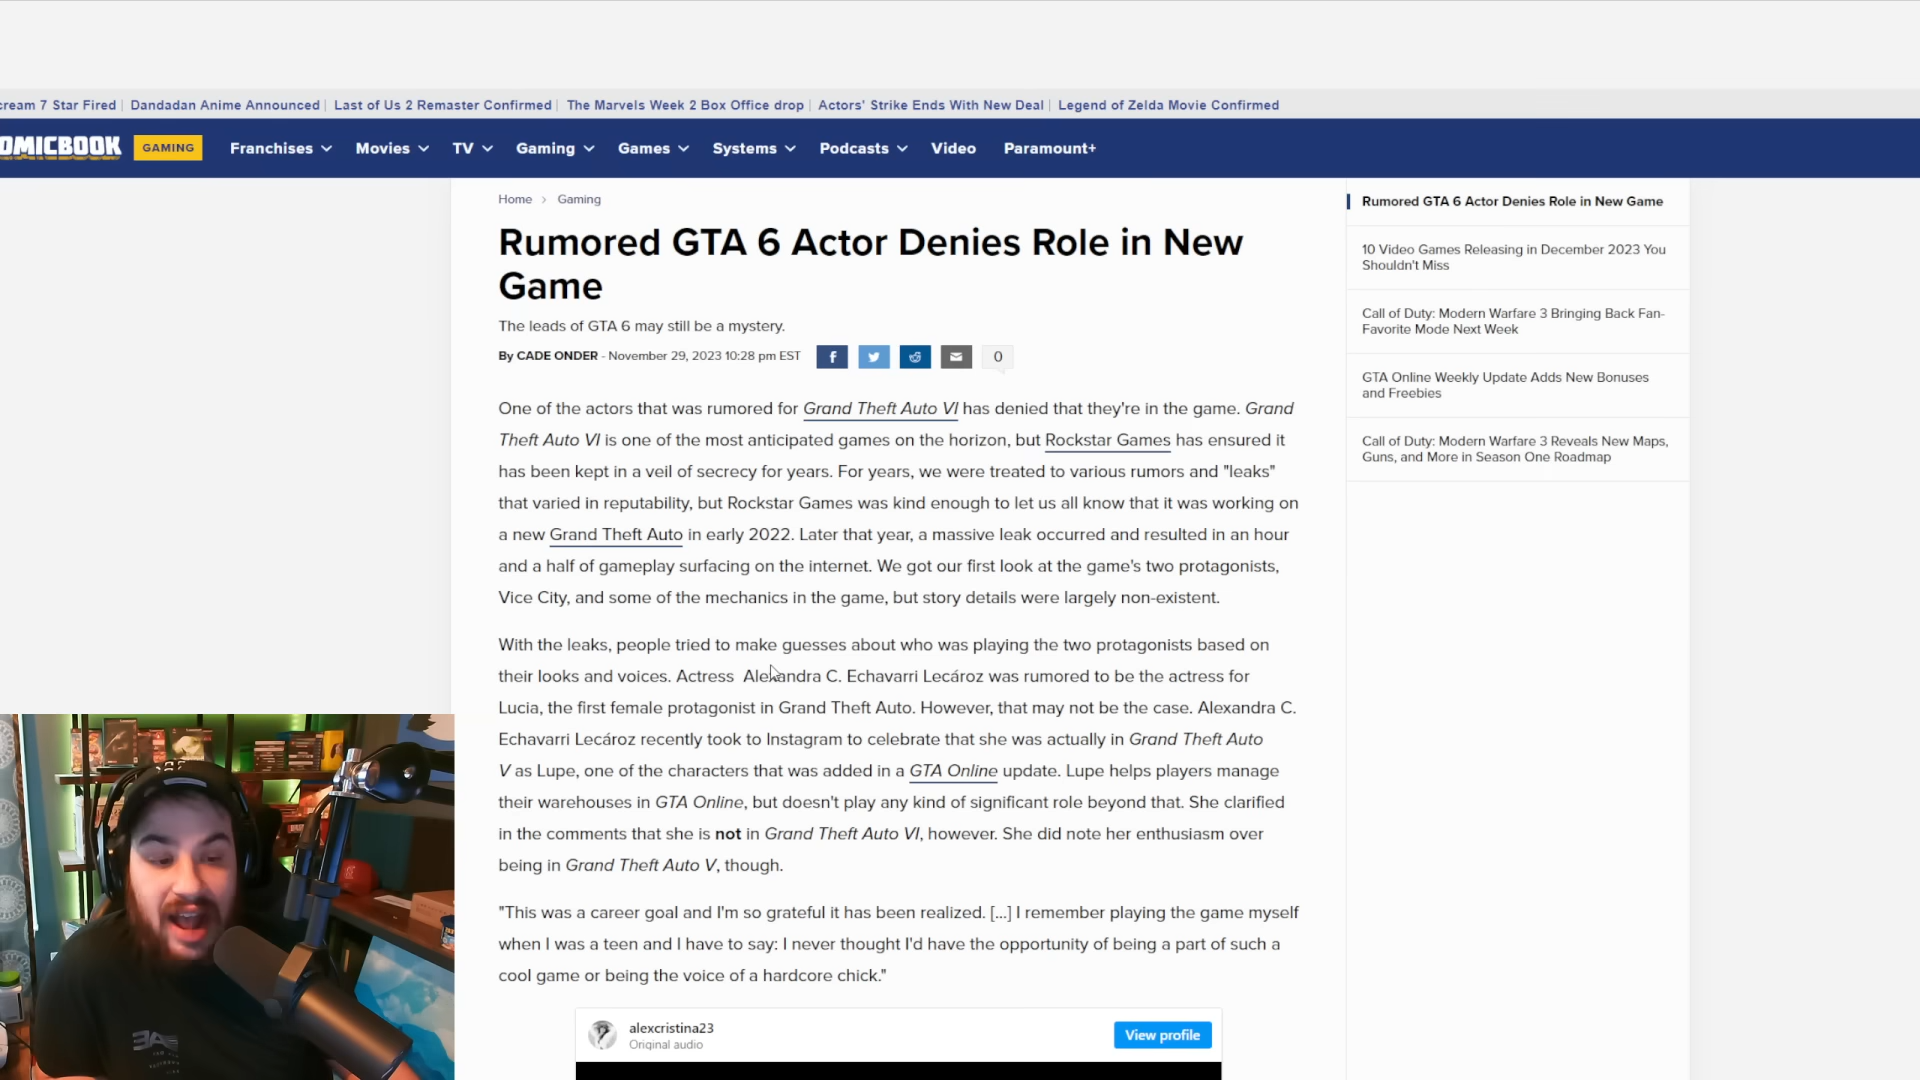 cream 7 Star Fired | Dandadan Anime Announced | Last of Us 2 Remaster Confirmed | The Marvels Week 2 Box Office drop | Actors' Strike Ends With New Deal | Legend of Zelda Movie Confirmed
OMICBOOK GAMING Franchises Movies TV Gaming Games Systems Podcasts Video Paramount+
Home > Gaming
Rumored GTA 6 Actor Denies Role in New
Game
The leads of GTA 6 may still be a mystery.
By CADE ONDER - November 29, 2023 10:28 pm EST 0
One of the actors that was rumored for Grand Theft Auto VI has denied that they're in the game. Grand
Theft Auto VI is one of the most anticipated games on the horizon, but Rockstar Games has ensured it
has been kept in a veil of secrecy for years. For years, we were treated to various rumors and "leaks"
that varied in reputability, but Rockstar Games was kind enough to let us all know that it was working on
a new Grand Theft Auto in early 2022. Later that year, a massive leak occurred and resulted in an hour
and a half of gameplay surfacing on the internet. We got our first look at the game's two protagonists,
Vice City, and some of the mechanics in the game, but story details were largely non-existent.
With the leaks, people tried to make guesses about who was playing the two protagonists based on
their looks and voices. Actress Alexandra C. Echavarri Lecároz was rumored to be the actress for
Lucia, the first female protagonist in Grand Theft Auto. However, that may not be the case. Alexandra C.
Echavarri Lecároz recently took to Instagram to celebrate that she was actually in Grand Theft Auto
V as Lupe, one of the characters that was added in a GTA Online update. Lupe helps players manage
their warehouses in GTA Online, but doesn't play any kind of significant role beyond that. She clarified
in the comments that she is not in Grand Theft Auto VI, however. She did note her enthusiasm over
being in Grand Theft Auto V, though.
"This was a career goal and I'm so grateful it has been realized. [...] I remember playing the game myself
when I was a teen and I have to say: I never thought I'd have the opportunity of being a part of such a
cool game or being the voice of a hardcore chick."
alexcristina23
Original audio
View profile
Rumored GTA 6 Actor Denies Role in New Game
10 Video Games Releasing in December 2023 You
Shouldn't Miss
Call of Duty: Modern Warfare 3 Bringing Back Fan-
Favorite Mode Next Week
GTA Online Weekly Update Adds New Bonuses
and Freebies
Call of Duty: Modern Warfare 3 Reveals New Maps,
Guns, and More in Season One Roadmap